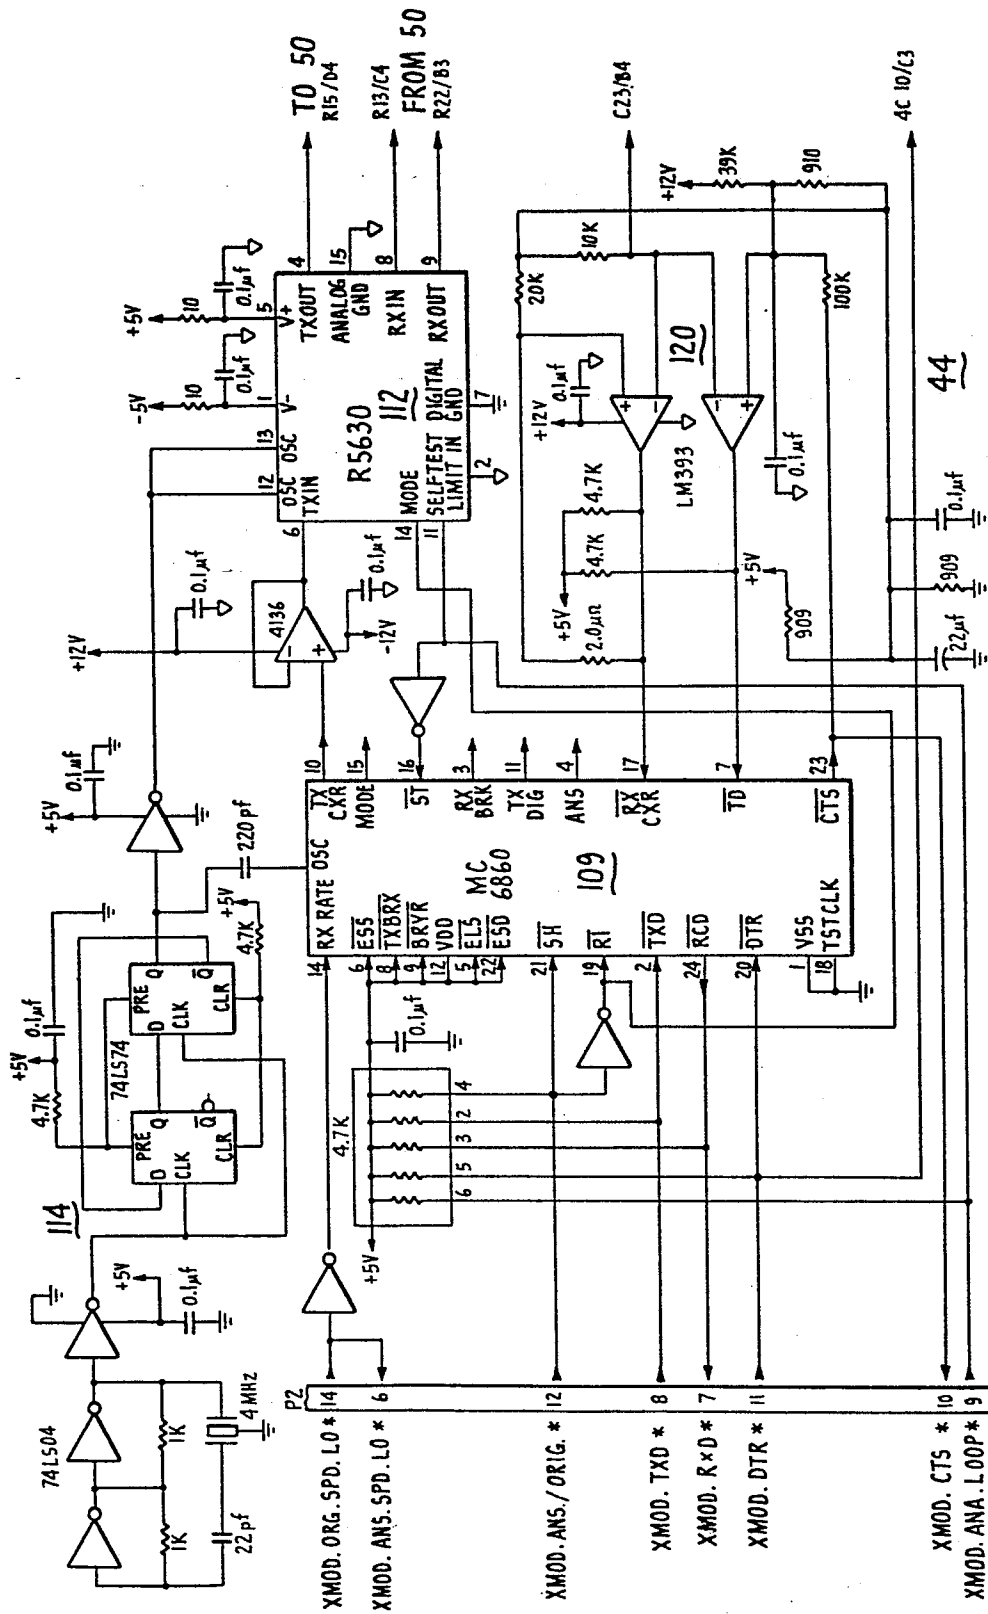 114
74LS04
1K
1K
22 pf
4 MHz
+5V
0.1µf
4.7K
+5V
0.1µf
74LS74
PRE
D
Q
CLK
Q
CLR
PRE
D
Q
CLK
Q
CLR
4.7K
+5V
220 pf
+5V
0.1µf
+12V
0.1µf
4136
-12V
0.1µf
-5V
10
0.1µf
+5V
10
0.1µf
12
13
1
5
OSC
OSC
V-
V+
6
TXIN
14
MODE
11
SELFTEST
LIMIT IN
DIGITAL
GND
R5630
112
2
7
TXOUT
4
ANALOG
GND
15
RXIN
8
RXOUT
9
TO 50
R15/D4
R13/C4
FROM 50
R22/B3
C23/B4
4C 10/C3
P2
XMOD. ORG. SPD. LO *
14
XMOD. ANS. SPD. LO *
6
XMOD. ANS./ORIG. *
12
XMOD. TXD *
8
XMOD. RXD *
7
XMOD. DTR *
11
XMOD. CTS *
10
XMOD. ANA. LOOP *
9
+5V
4.7K
6
5
3
2
4
0.1µf
14
RX RATE
OSC
6
ESS
8
TXBRX
9
BRVR
12
VDD
5
ELS
22
ESD
21
SH
19
RI
2
TXD
24
RCD
20
DTR
1
VSS
18
TSTCLK
MC
6860
109
TX
CXR
10
MODE
15
ST
16
RX
BRK
3
TX
DIG
11
ANS
4
RX
CXR
17
TD
7
CTS
23
2.0µΩ
+5V
4.7K
4.7K
LM393
+12V
0.1µf
120
20K
10K
+12V
39K
910
100K
0.1µf
+5V
909
22µf
909
0.1µf
44